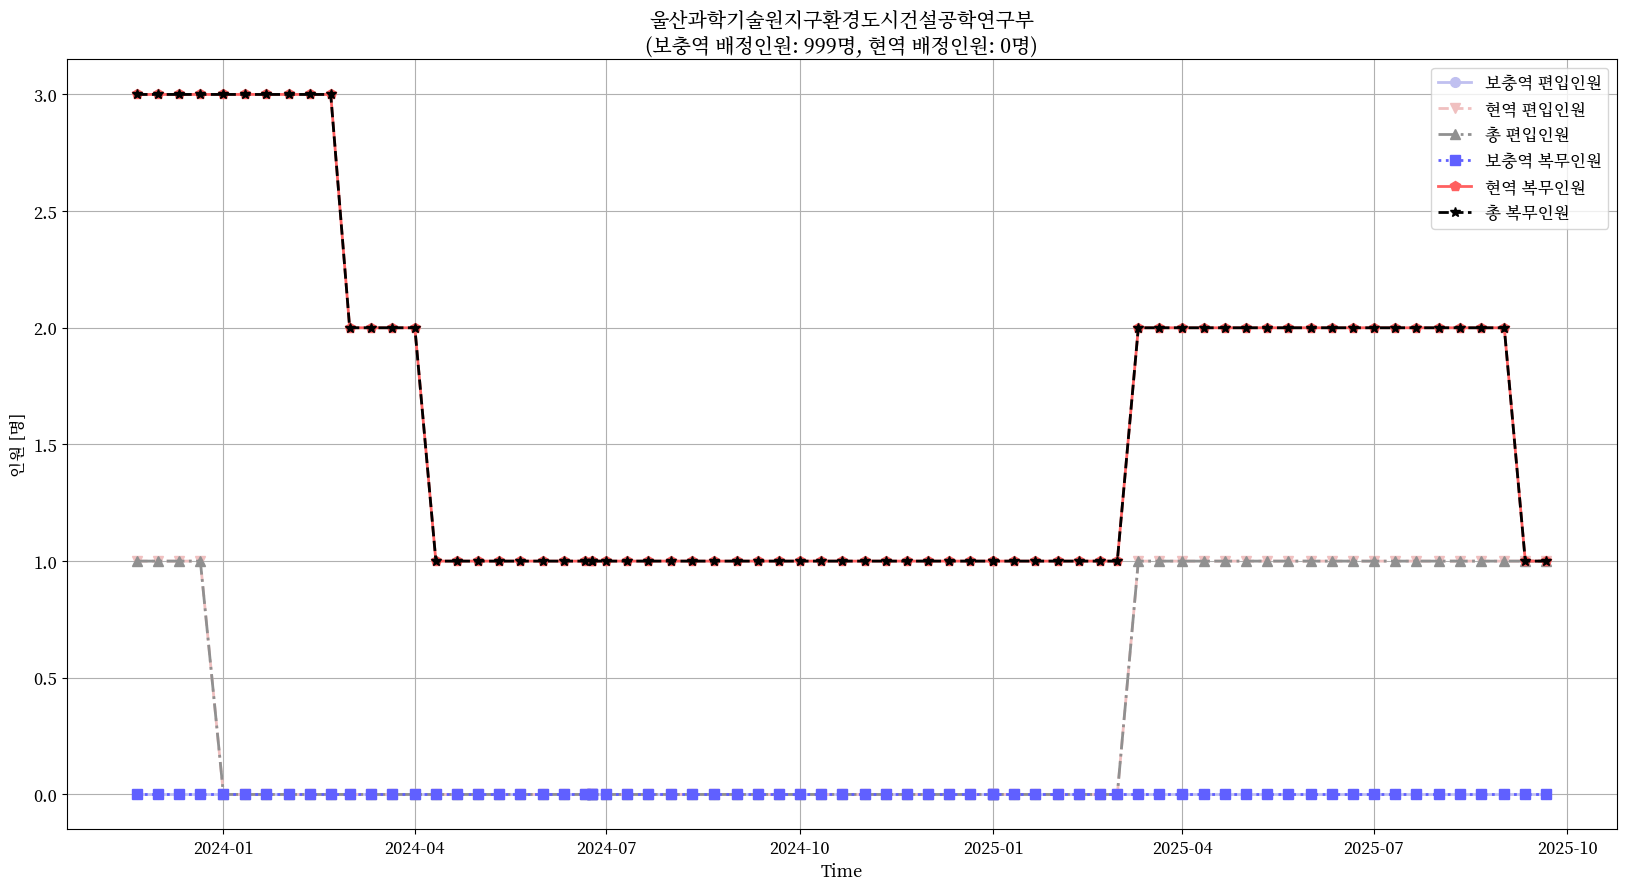 울산과학기술원지구환경도시건설공학연구부
(보충역 배정인원: 999명, 현역 배정인원: 0명)
보충역 편입인원
현역 편입인원
총 편입인원
보충역 복무인원
현역 복무인원
총 복무인원
인원 [명]
3.0
2.5
2.0
1.5
1.0
0.5
0.0
2024-01
2024-04
2024-07
2024-10
2025-01
2025-04
2025-07
2025-10
Time